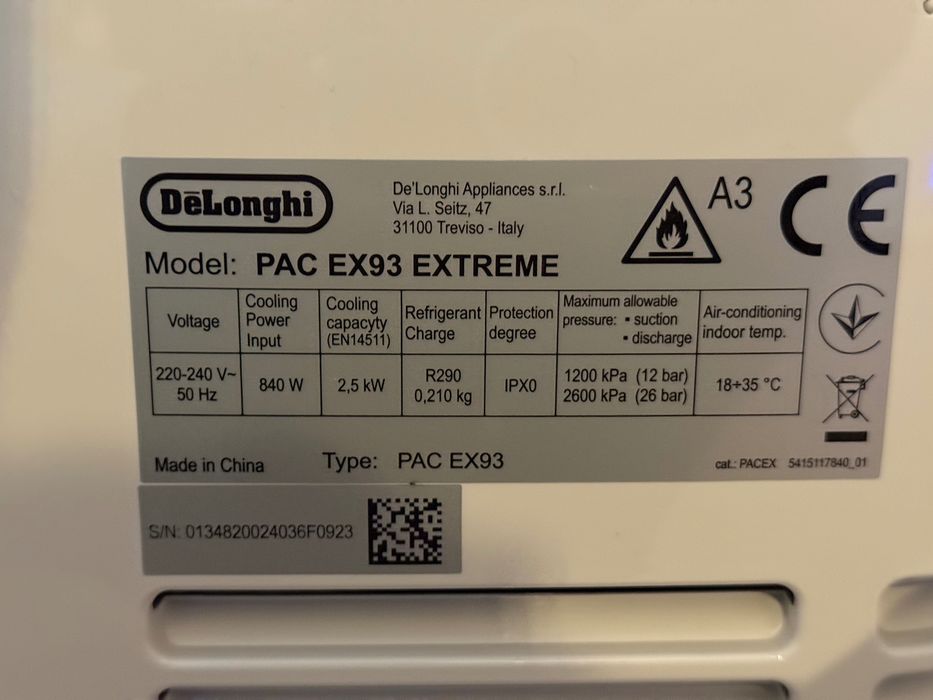 DēLonghi
De'Longhi Appliances s.r.l.
Via L. Seitz, 47
31100 Treviso - Italy
A3
CE
Model: PAC EX93 EXTREME
Voltage
Cooling
Power
Input
Cooling
capacyty
(EN14511)
Refrigerant
Charge
Protection
degree
Maximum allowable
pressure: ▪ suction
▪ discharge
Air-conditioning
indoor temp.
220-240 V~
50 Hz
840 W
2,5 kW
R290
0,210 kg
IPX0
1200 kPa (12 bar)
2600 kPa (26 bar)
18÷35 °C
Made in China
Type: PAC EX93
cat.: PACEX 5415117840_01
S/N: 0134820024036F0923